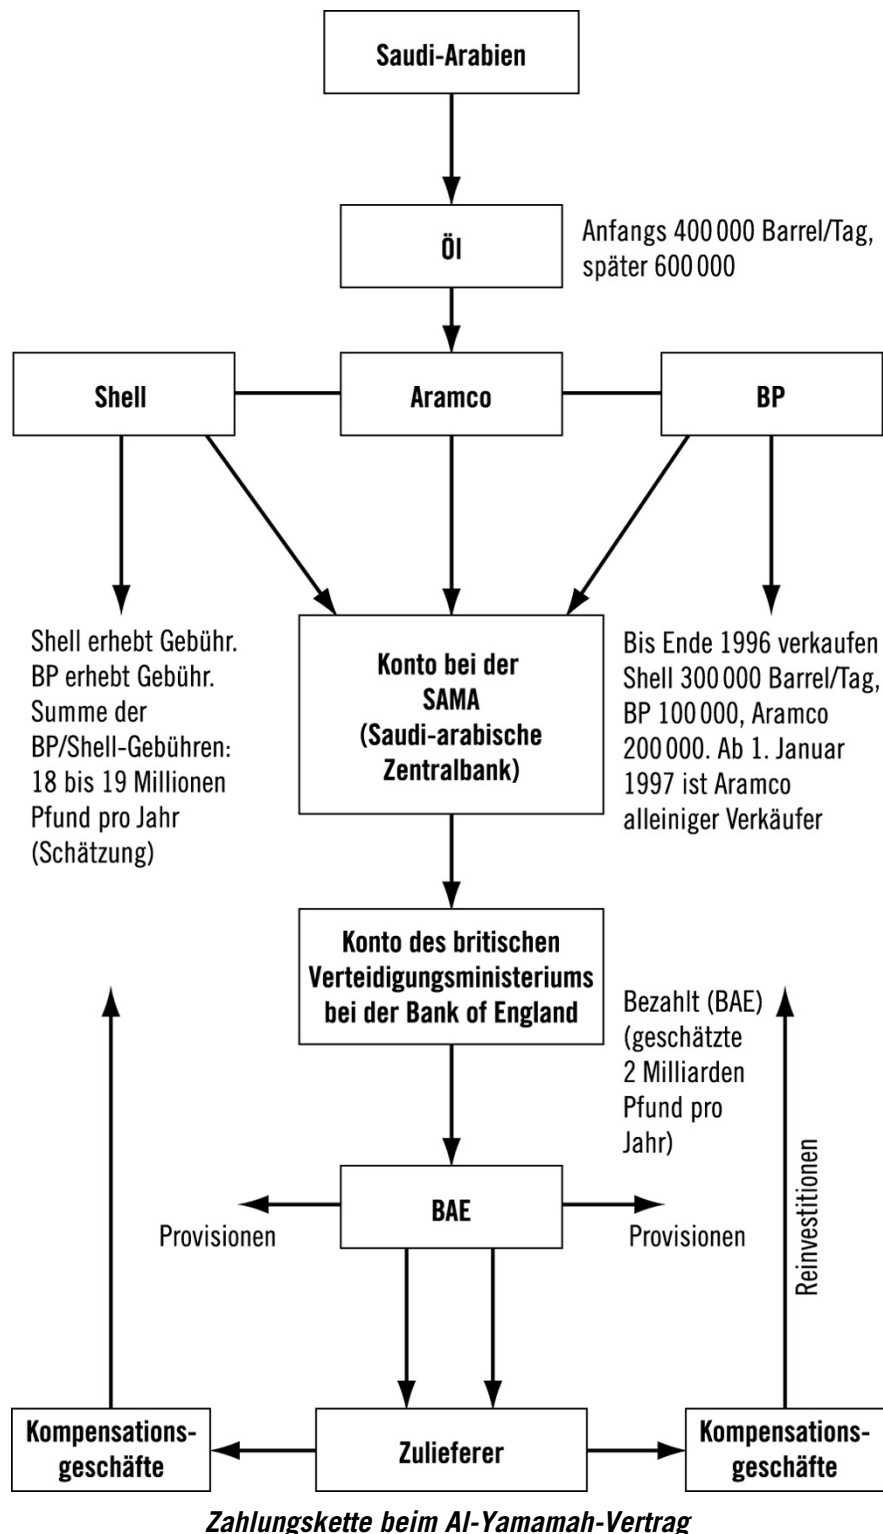 Saudi-Arabien
Öl
Anfangs 400 000 Barrel/Tag,
später 600 000
Shell
Aramco
BP
Shell erhebt Gebühr.
BP erhebt Gebühr.
Summe der
BP/Shell-Gebühren:
18 bis 19 Millionen
Pfund pro Jahr
(Schätzung)
Konto bei der
SAMA
(Saudi-arabische
Zentralbank)
Bis Ende 1996 verkaufen
Shell 300 000 Barrel/Tag,
BP 100 000, Aramco
200 000. Ab 1. Januar
1997 ist Aramco
alleiniger Verkäufer
Konto des britischen
Verteidigungsministeriums
bei der Bank of England
Bezahlt (BAE)
(geschätzte
2 Milliarden
Pfund pro
Jahr)
BAE
Provisionen
Provisionen
Reinvestitionen
Kompensations-
geschäfte
Zulieferer
Kompensations-
geschäfte
Zahlungskette beim Al-Yamamah-Vertrag